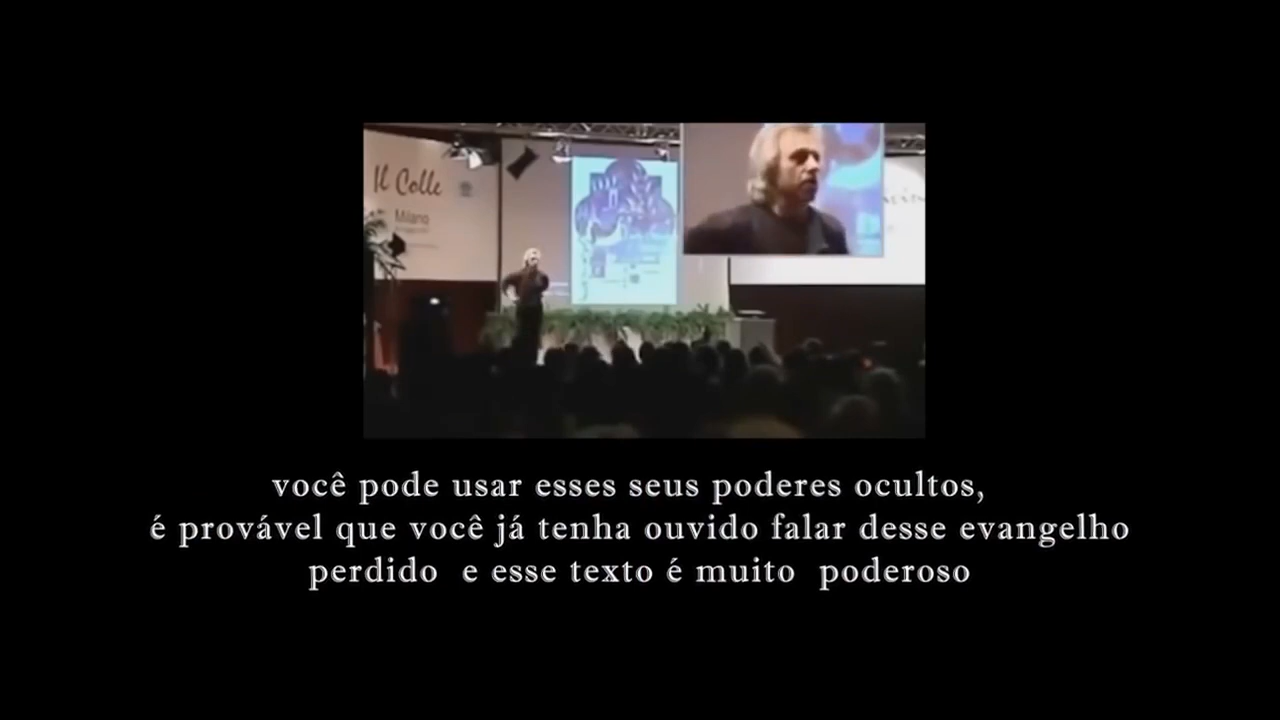 Il Colle
Milano
você pode usar esses seus poderes ocultos,
é provável que você já tenha ouvido falar desse evangelho
perdido e esse texto é muito poderoso